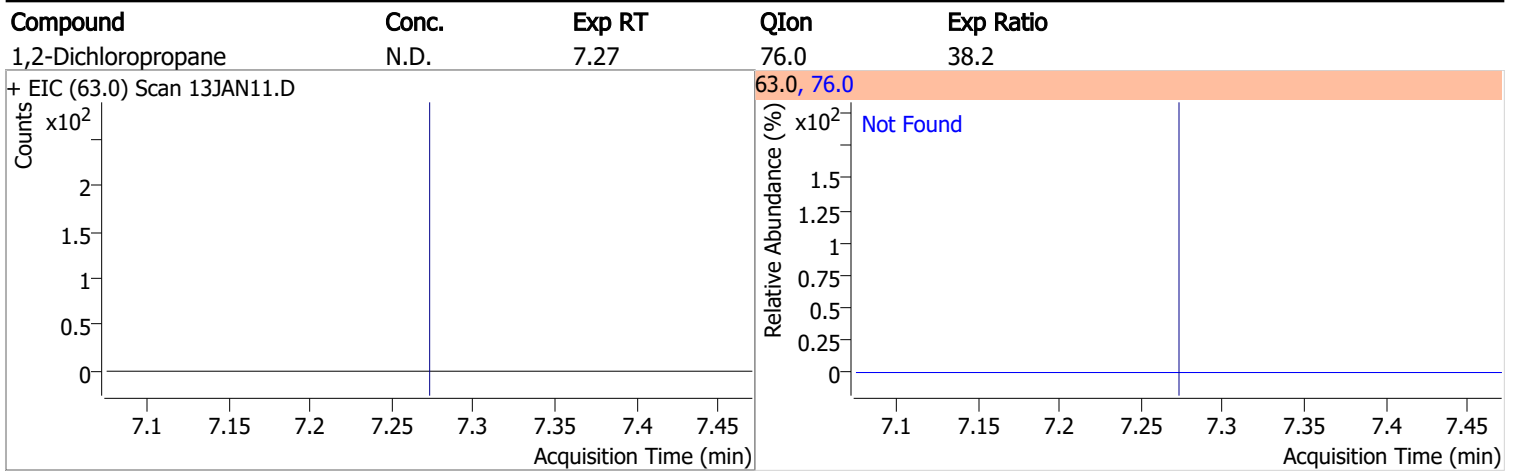 Compound Conc. Exp RT QIon Exp Ratio
1,2-Dichloropropane N.D. 7.27 76.0 38.2
+ EIC (63.0) Scan 13JAN11.D
Counts
x10²
2
1.5
1
0.5
0
7.1 7.15 7.2 7.25 7.3 7.35 7.4 7.45
Acquisition Time (min)
63.0, 76.0
Relative Abundance (%)
x10²
Not Found
1.5
1.25
1
0.75
0.5
0.25
0
7.1 7.15 7.2 7.25 7.3 7.35 7.4 7.45
Acquisition Time (min)